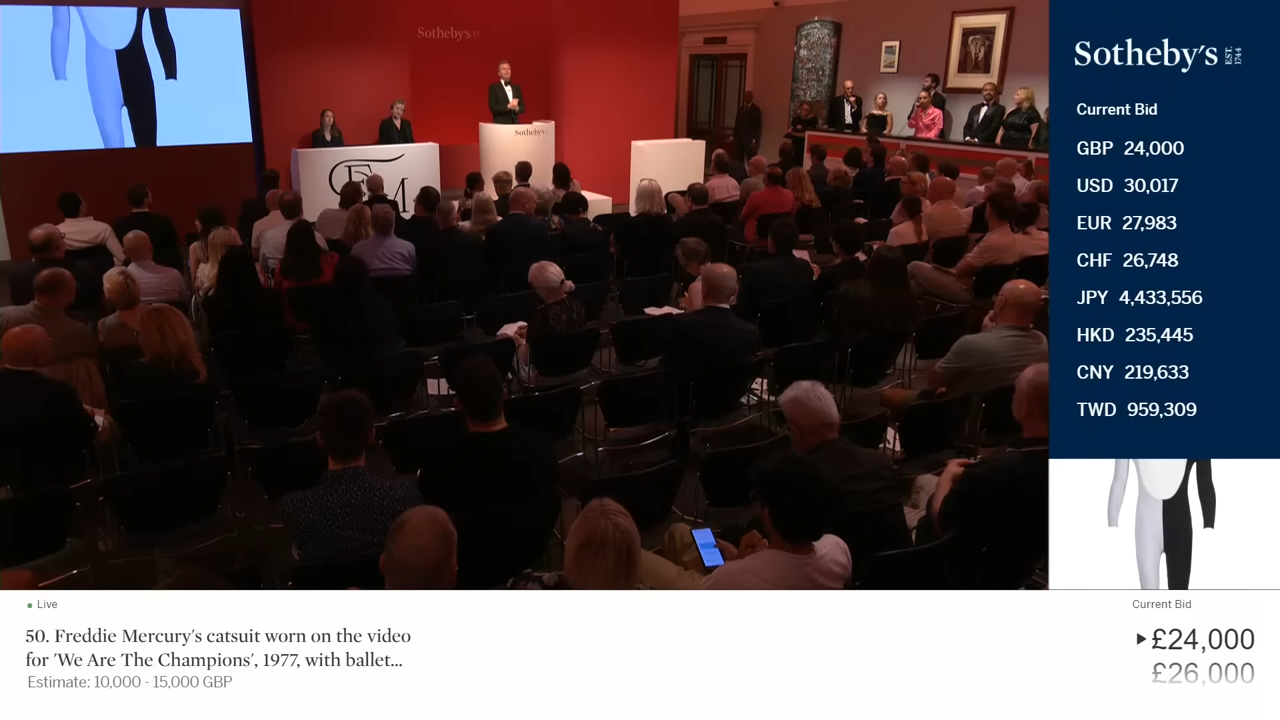 Sotheby's
Sotheby's
FM
Sotheby's EST. 1744
Current Bid
GBP 24,000
USD 30,017
EUR 27,983
CHF 26,748
JPY 4,433,556
HKD 235,445
CNY 219,633
TWD 959,309
Live
50. Freddie Mercury's catsuit worn on the video
for 'We Are The Champions', 1977, with ballet...
Estimate: 10,000 - 15,000 GBP
Current Bid
£24,000
£26,000